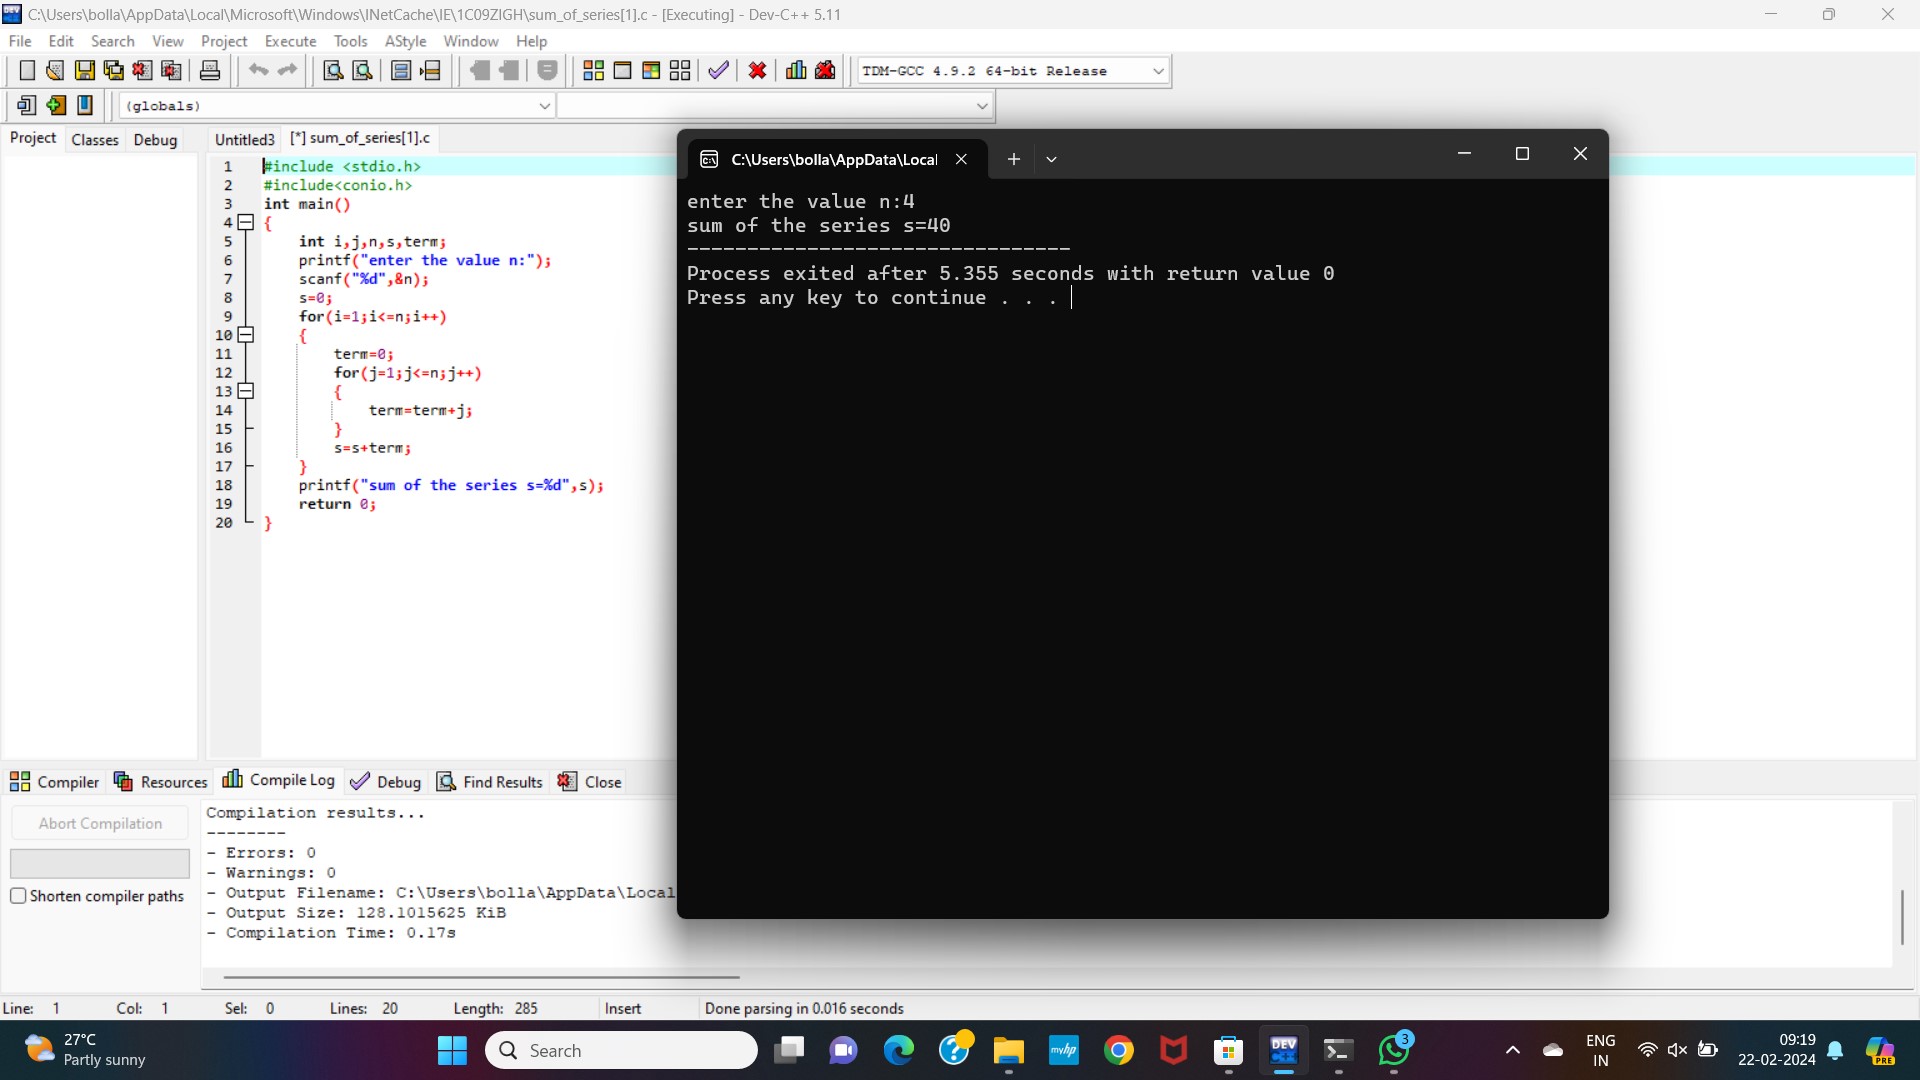 C:\Users\bolla\AppData\Local\Microsoft\Windows\INetCache\IE\1C09ZIGH\sum_of_series[1].c - [Executing] - Dev-C++ 5.11
File Edit Search View Project Execute Tools AStyle Window Help
TDM-GCC 4.9.2 64-bit Release
(globals)
Project Classes Debug Untitled3 [*] sum_of_series[1].c
1 #include <stdio.h>
2 #include<conio.h>
3 int main()
4 {
5 int i,j,n,s,term;
6 printf("enter the value n:");
7 scanf("%d",&n);
8 s=0;
9 for(i=1;i<=n;i++)
10 {
11 term=0;
12 for(j=1;j<=n;j++)
13 {
14 term=term+j;
15 }
16 s=s+term;
17 }
18 printf("sum of the series s=%d",s);
19 return 0;
20 }
C:\Users\bolla\AppData\Local
enter the value n:4
sum of the series s=40
--------------------------------
Process exited after 5.355 seconds with return value 0
Press any key to continue . . .
Compiler Resources Compile Log Debug Find Results Close
Abort Compilation
Shorten compiler paths
Compilation results...
--------
- Errors: 0
- Warnings: 0
- Output Filename: C:\Users\bolla\AppData\Local
- Output Size: 128.1015625 KiB
- Compilation Time: 0.17s
Line: 1 Col: 1 Sel: 0 Lines: 20 Length: 285 Insert Done parsing in 0.016 seconds
27°C
Partly sunny
Search
myhp
DEV C++
3
ENG
IN
09:19
22-02-2024
PRE